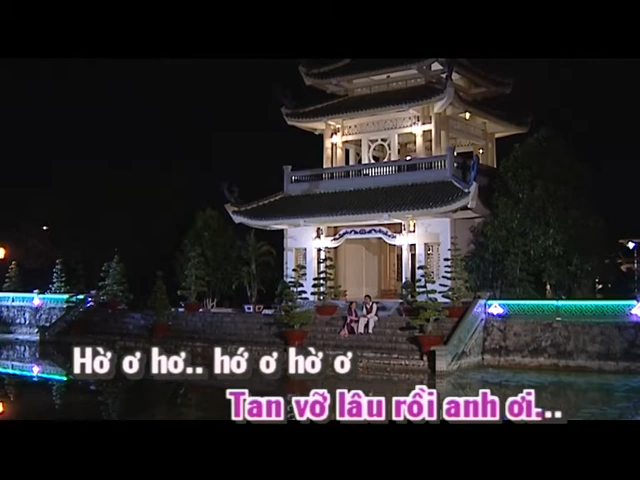 Hờ ơ hơ.. hớ ơ hờ ơ
Tan vỡ lâu rồi anh ơi...